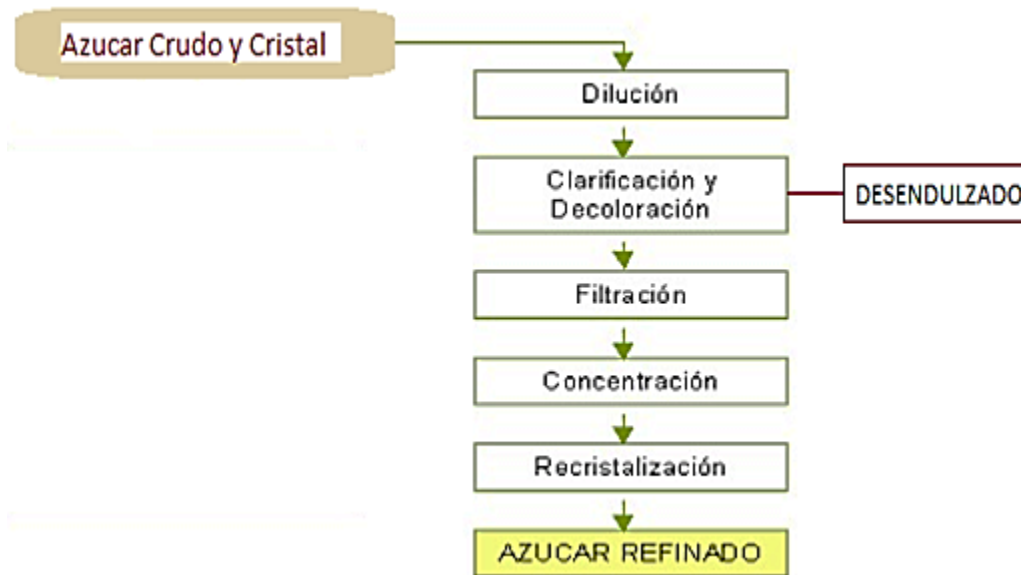 Azucar Crudo y Cristal
Dilución
Clarificación y
Decoloración
DESENDULZADO
Filtración
Concentración
Recristalización
AZUCAR REFINADO